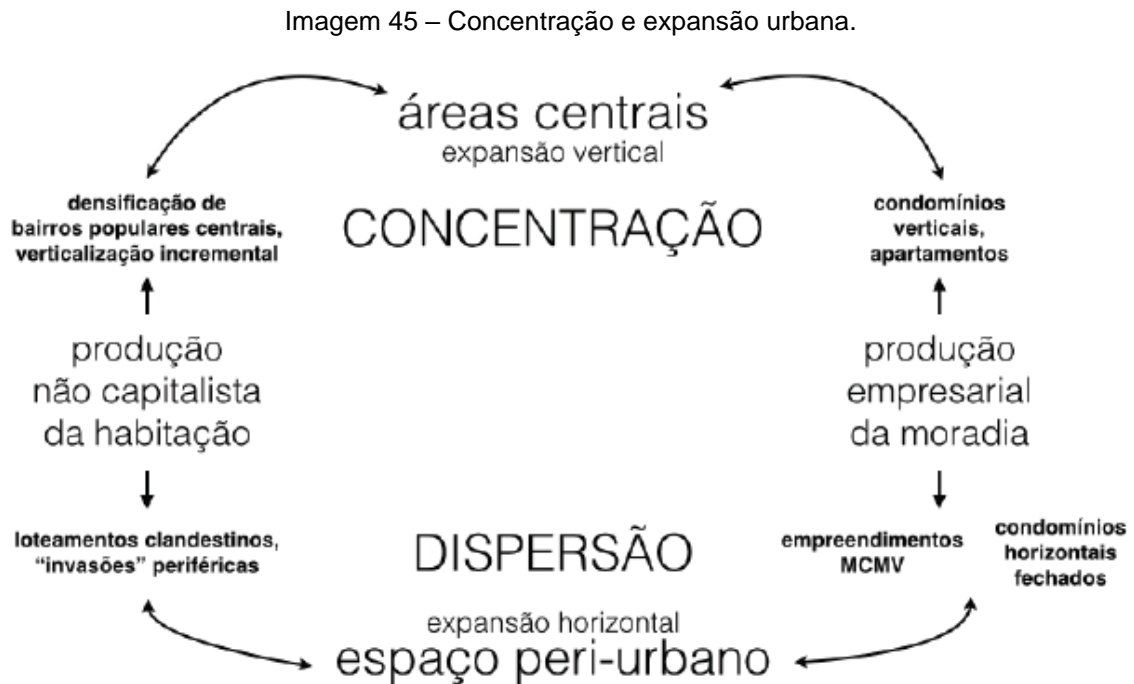 Imagem 45 – Concentração e expansão urbana.
áreas centrais
expansão vertical
densificação de
bairros populares centrais,
verticalização incremental
CONCENTRAÇÃO
condomínios
verticais,
apartamentos
produção
não capitalista
da habitação
produção
empresarial
da moradia
loteamentos clandestinos,
“invasões” periféricas
DISPERSÃO
empreendimentos
MCMV
condomínios
horizontais
fechados
expansão horizontal
espaço peri-urbano